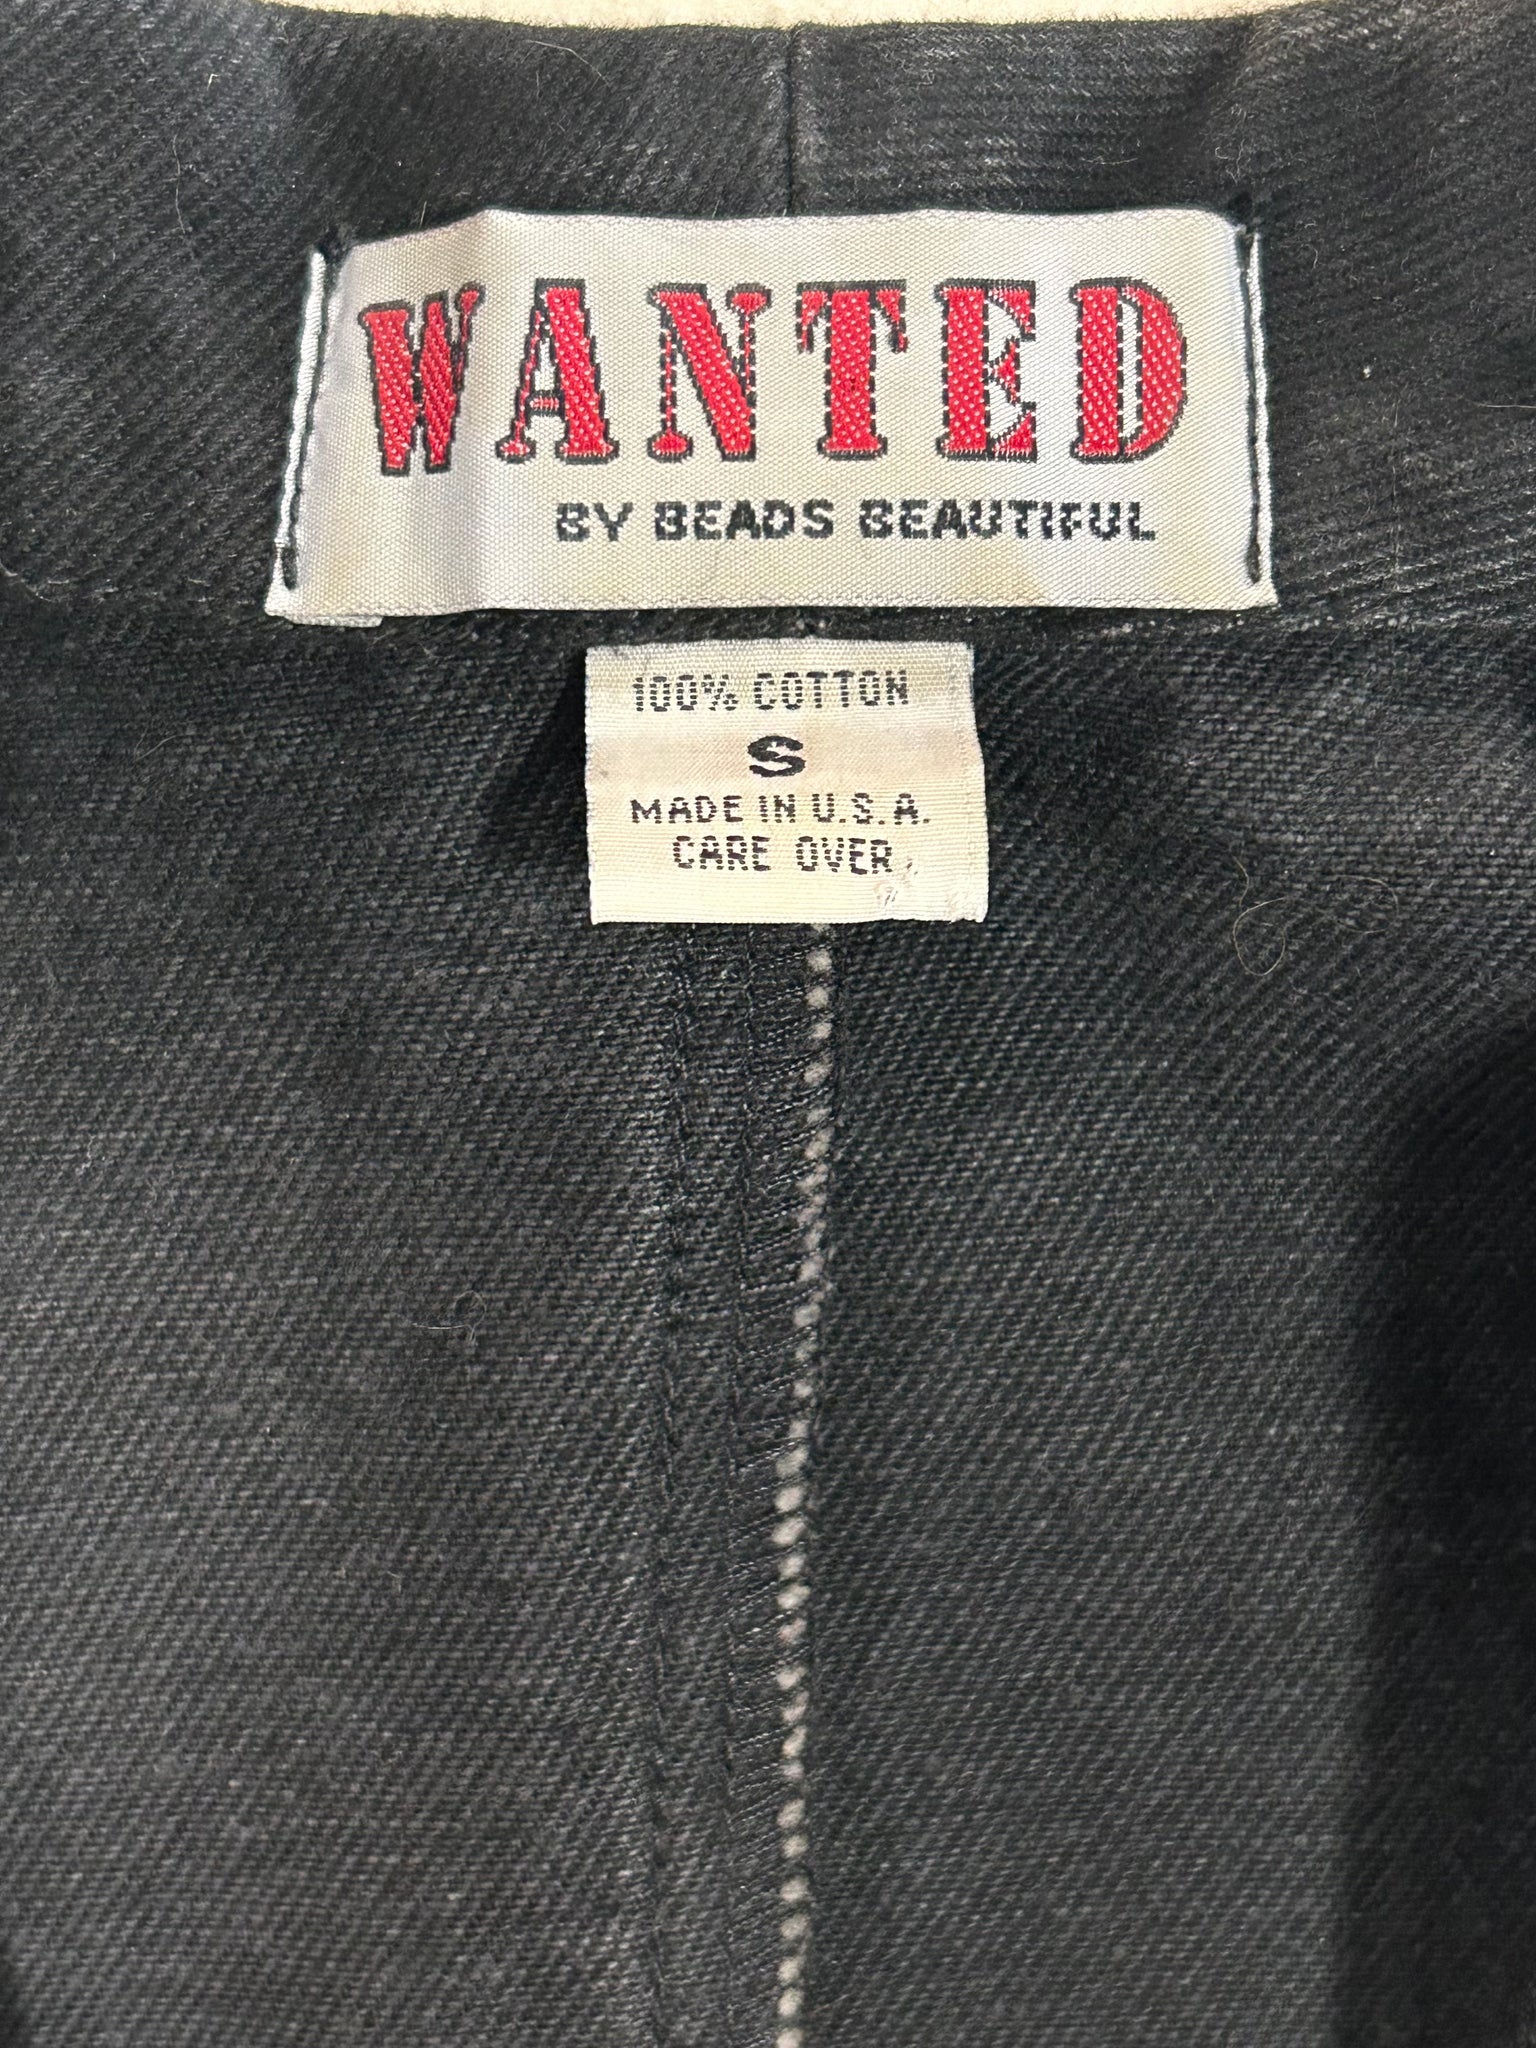 WANTED
BY BEADS BEAUTIFUL
100% COTTON
S
MADE IN U.S.A.
CARE OVER